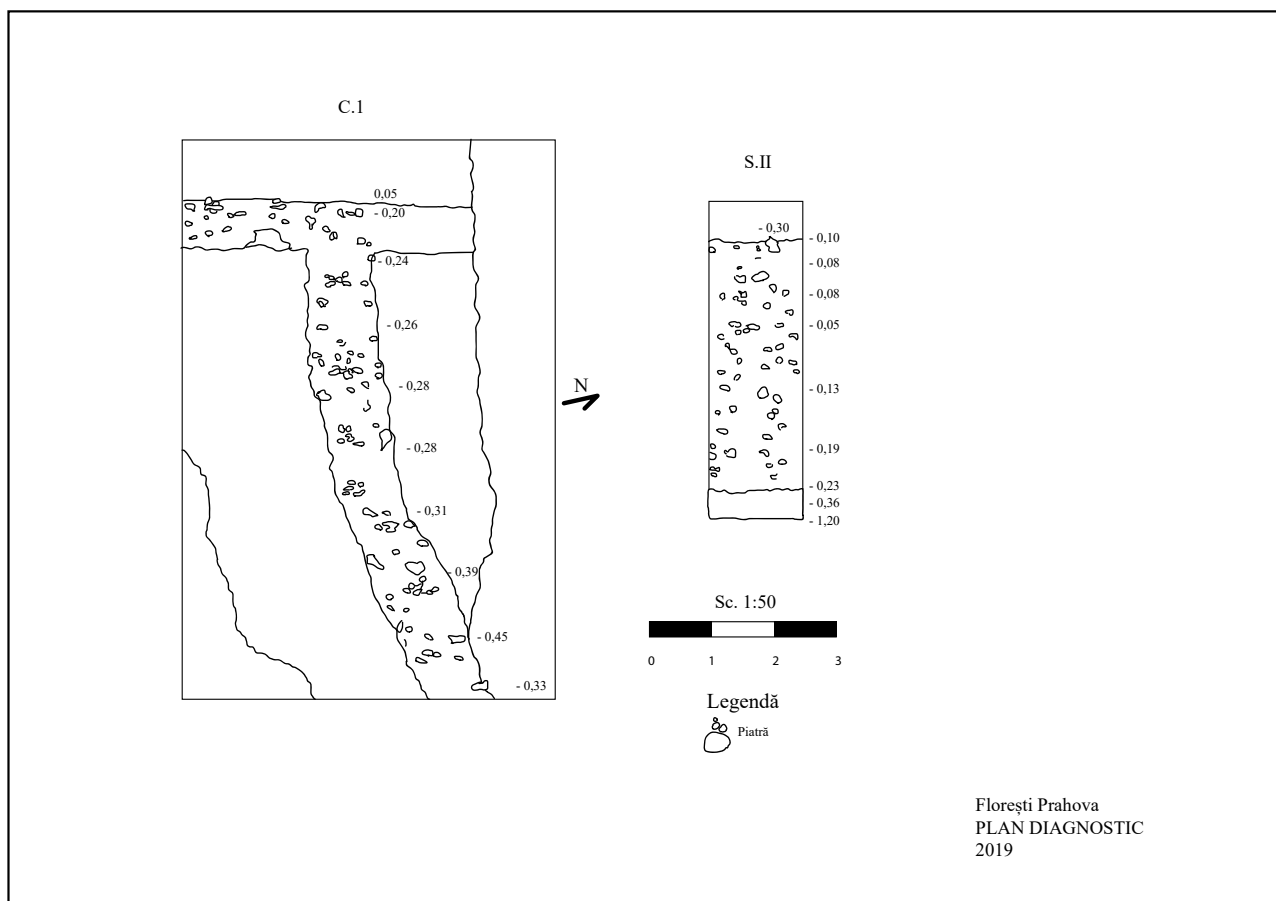 C.1
0,05
- 0,20
- 0,24
- 0,26
- 0,28
- 0,28
- 0,31
- 0,39
- 0,45
- 0,33
N
S.II
- 0,30
- 0,10
- 0,08
- 0,08
- 0,05
- 0,13
- 0,19
- 0,23
- 0,36
- 1,20
Sc. 1:50
0 1 2 3
Legendă
Piatră
Florești Prahova
PLAN DIAGNOSTIC
2019